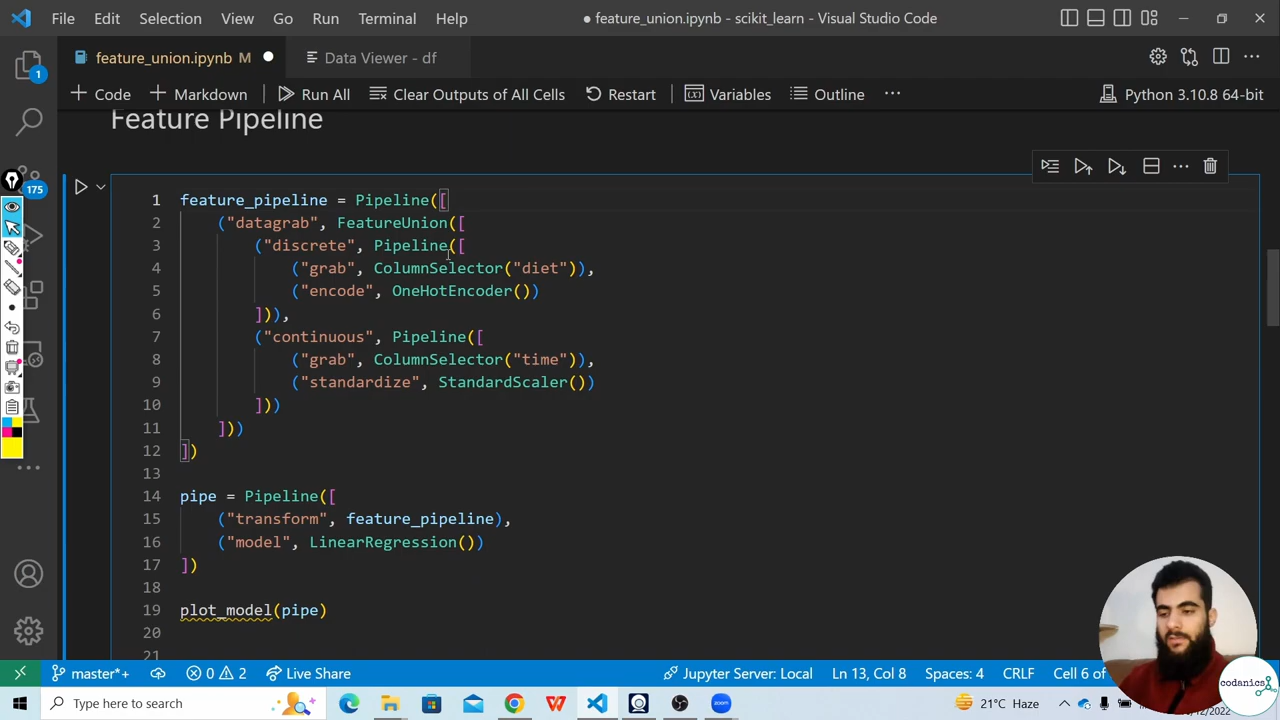 File Edit Selection View Go Run Terminal Help ● feature_union.ipynb - scikit_learn - Visual Studio Code
feature_union.ipynb M Data Viewer - df
Code Markdown Run All Clear Outputs of All Cells Restart Variables Outline ... Python 3.10.8 64-bit
1
175
Feature Pipeline
1 feature_pipeline = Pipeline([
2 ("datagrab", FeatureUnion([
3 ("discrete", Pipeline([
4 ("grab", ColumnSelector("diet")),
5 ("encode", OneHotEncoder())
6 ])),
7 ("continuous", Pipeline([
8 ("grab", ColumnSelector("time")),
9 ("standardize", StandardScaler())
10 ]))
11 ]))
12 ])
13
14 pipe = Pipeline([
15 ("transform", feature_pipeline),
16 ("model", LinearRegression())
17 ])
18
19 plot_model(pipe)
20
21
master*+ 0 2 Live Share Jupyter Server: Local Ln 13, Col 8 Spaces: 4 CRLF Cell 6 of
codanics
Type here to search 21°C Haze /12/2022